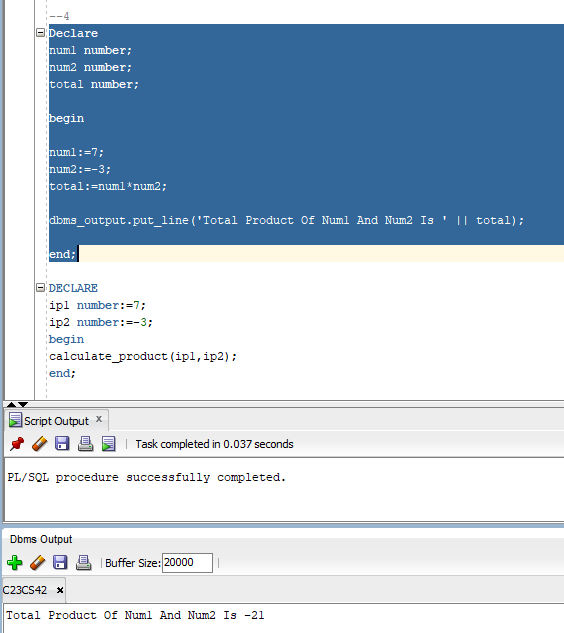 --4
Declare
num1 number;
num2 number;
total number;
begin
num1:=7;
num2:=-3;
total:=num1*num2;
dbms_output.put_line('Total Product Of Num1 And Num2 Is ' || total);
end;
DECLARE
ip1 number:=7;
ip2 number:=-3;
begin
calculate_product(ip1,ip2);
end;
Script Output x
Task completed in 0.037 seconds
PL/SQL procedure successfully completed.
Dbms Output
Buffer Size: 20000
C23CS42 x
Total Product Of Num1 And Num2 Is -21